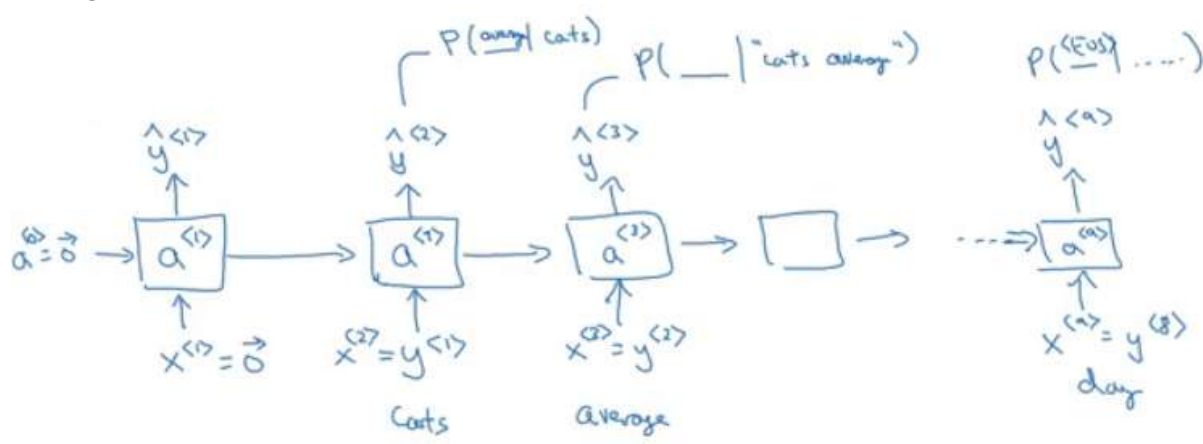 P(average | cats)
P( ___ | "cats average")
P(<EOS> | ......)
ŷ<1>
ŷ<2>
ŷ<3>
ŷ<9>
a<0> = 0⃗
a<1>
a<2>
a<3>
a<9>
x<1> = 0⃗
x<2> = y<1>
x<3> = y<2>
x<9> = y<8>
Cats
average
day